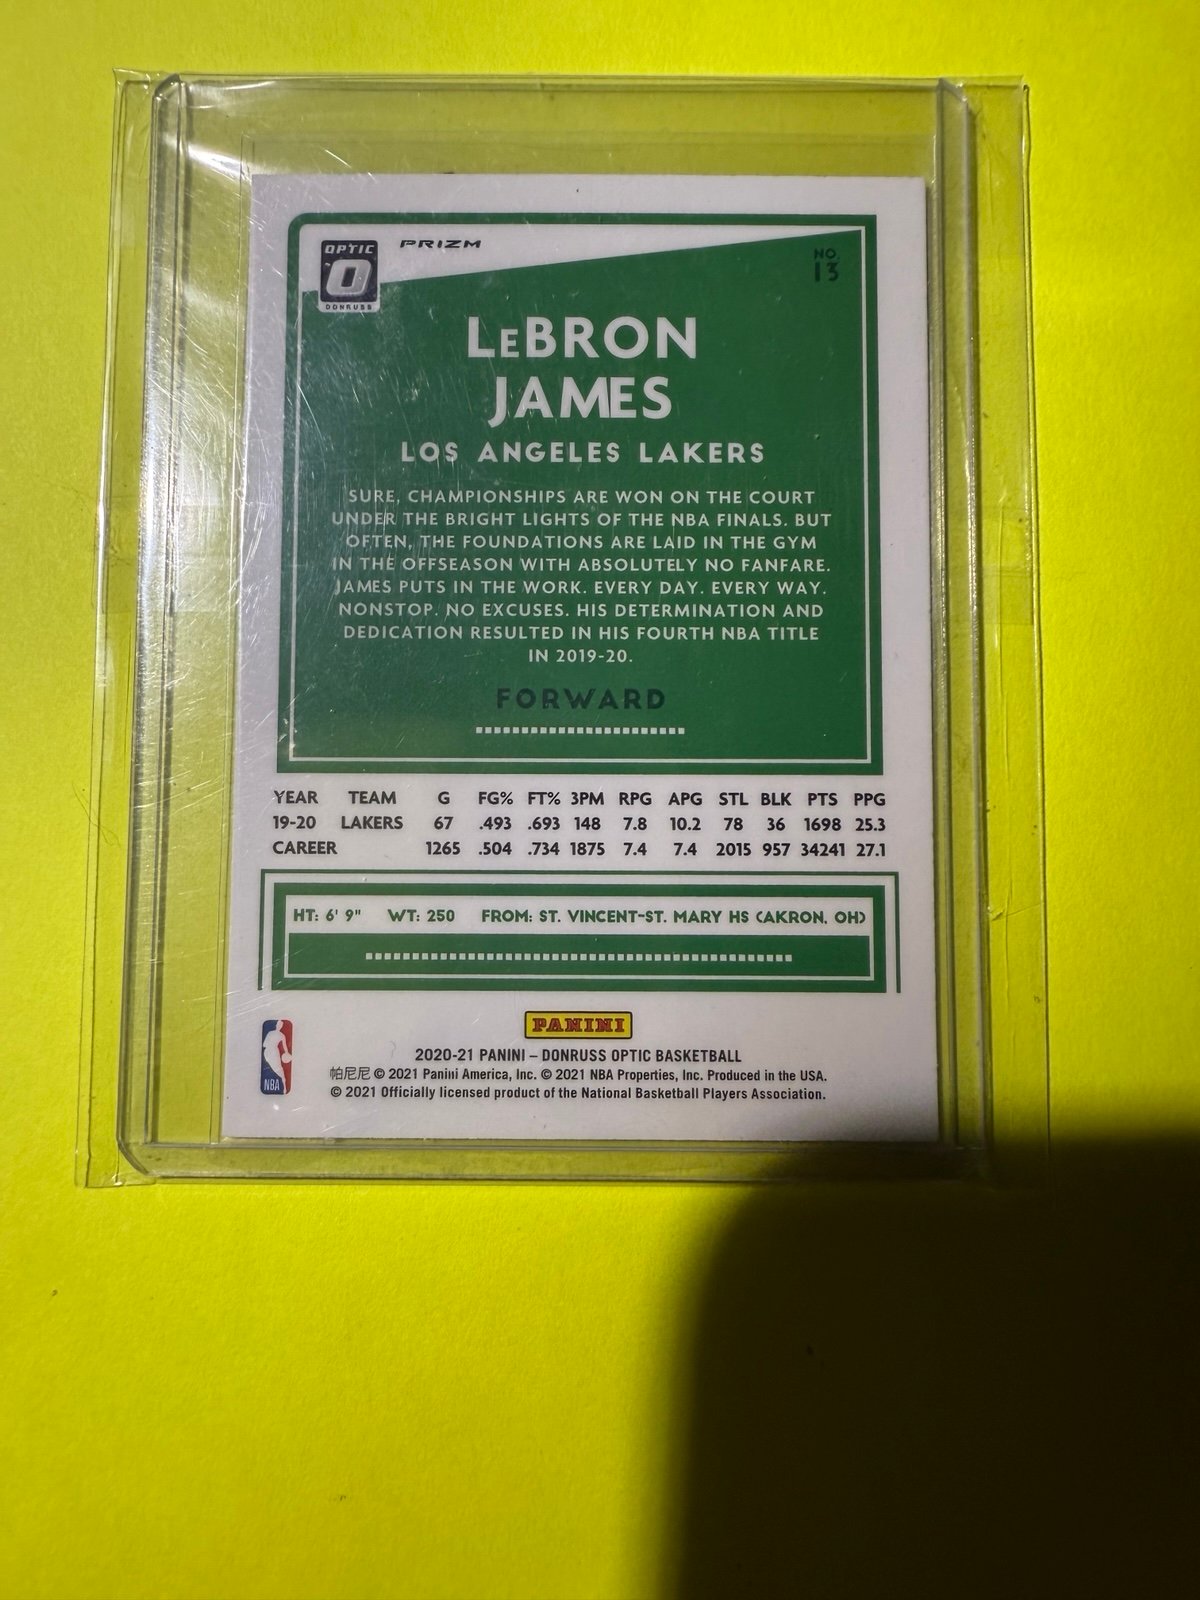 OPTIC
DONRUSS
PRIZM
NO.
13
LeBRON
JAMES
LOS ANGELES LAKERS
SURE, CHAMPIONSHIPS ARE WON ON THE COURT
UNDER THE BRIGHT LIGHTS OF THE NBA FINALS. BUT
OFTEN, THE FOUNDATIONS ARE LAID IN THE GYM
IN THE OFFSEASON WITH ABSOLUTELY NO FANFARE.
JAMES PUTS IN THE WORK. EVERY DAY. EVERY WAY.
NONSTOP. NO EXCUSES. HIS DETERMINATION AND
DEDICATION RESULTED IN HIS FOURTH NBA TITLE
IN 2019-20.
FORWARD
YEAR TEAM G FG% FT% 3PM RPG APG STL BLK PTS PPG
19-20 LAKERS 67 .493 .693 148 7.8 10.2 78 36 1698 25.3
CAREER 1265 .504 .734 1875 7.4 7.4 2015 957 34241 27.1
HT: 6' 9" WT: 250 FROM: ST. VINCENT-ST. MARY HS (AKRON, OH)
PANINI
2020-21 PANINI – DONRUSS OPTIC BASKETBALL
帕尼尼 © 2021 Panini America, Inc. © 2021 NBA Properties, Inc. Produced in the USA.
© 2021 Officially licensed product of the National Basketball Players Association.
NBA